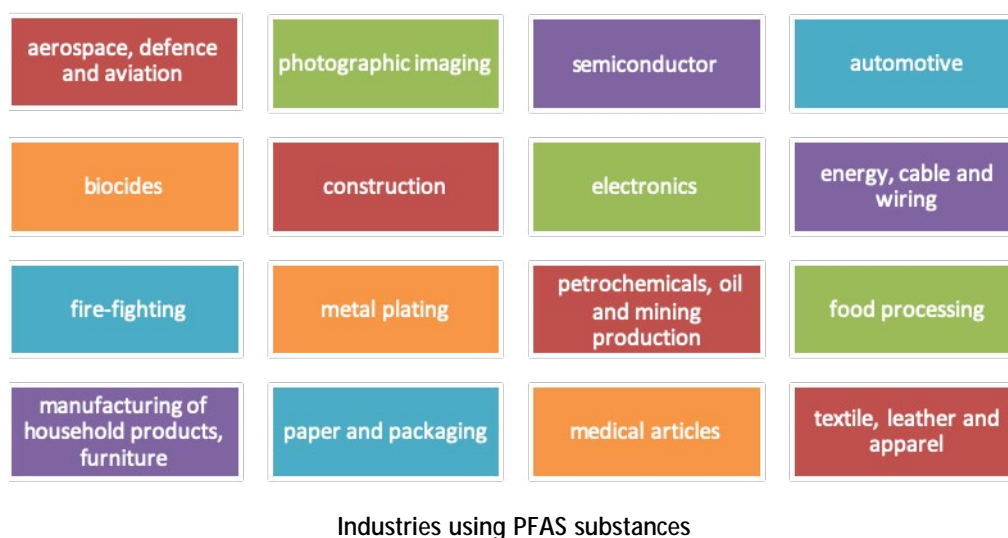 aerospace, defence
and aviation
photographic imaging
semiconductor
automotive
biocides
construction
electronics
energy, cable and
wiring
fire-fighting
metal plating
petrochemicals, oil
and mining
production
food processing
manufacturing of
household products,
furniture
paper and packaging
medical articles
textile, leather and
apparel
Industries using PFAS substances